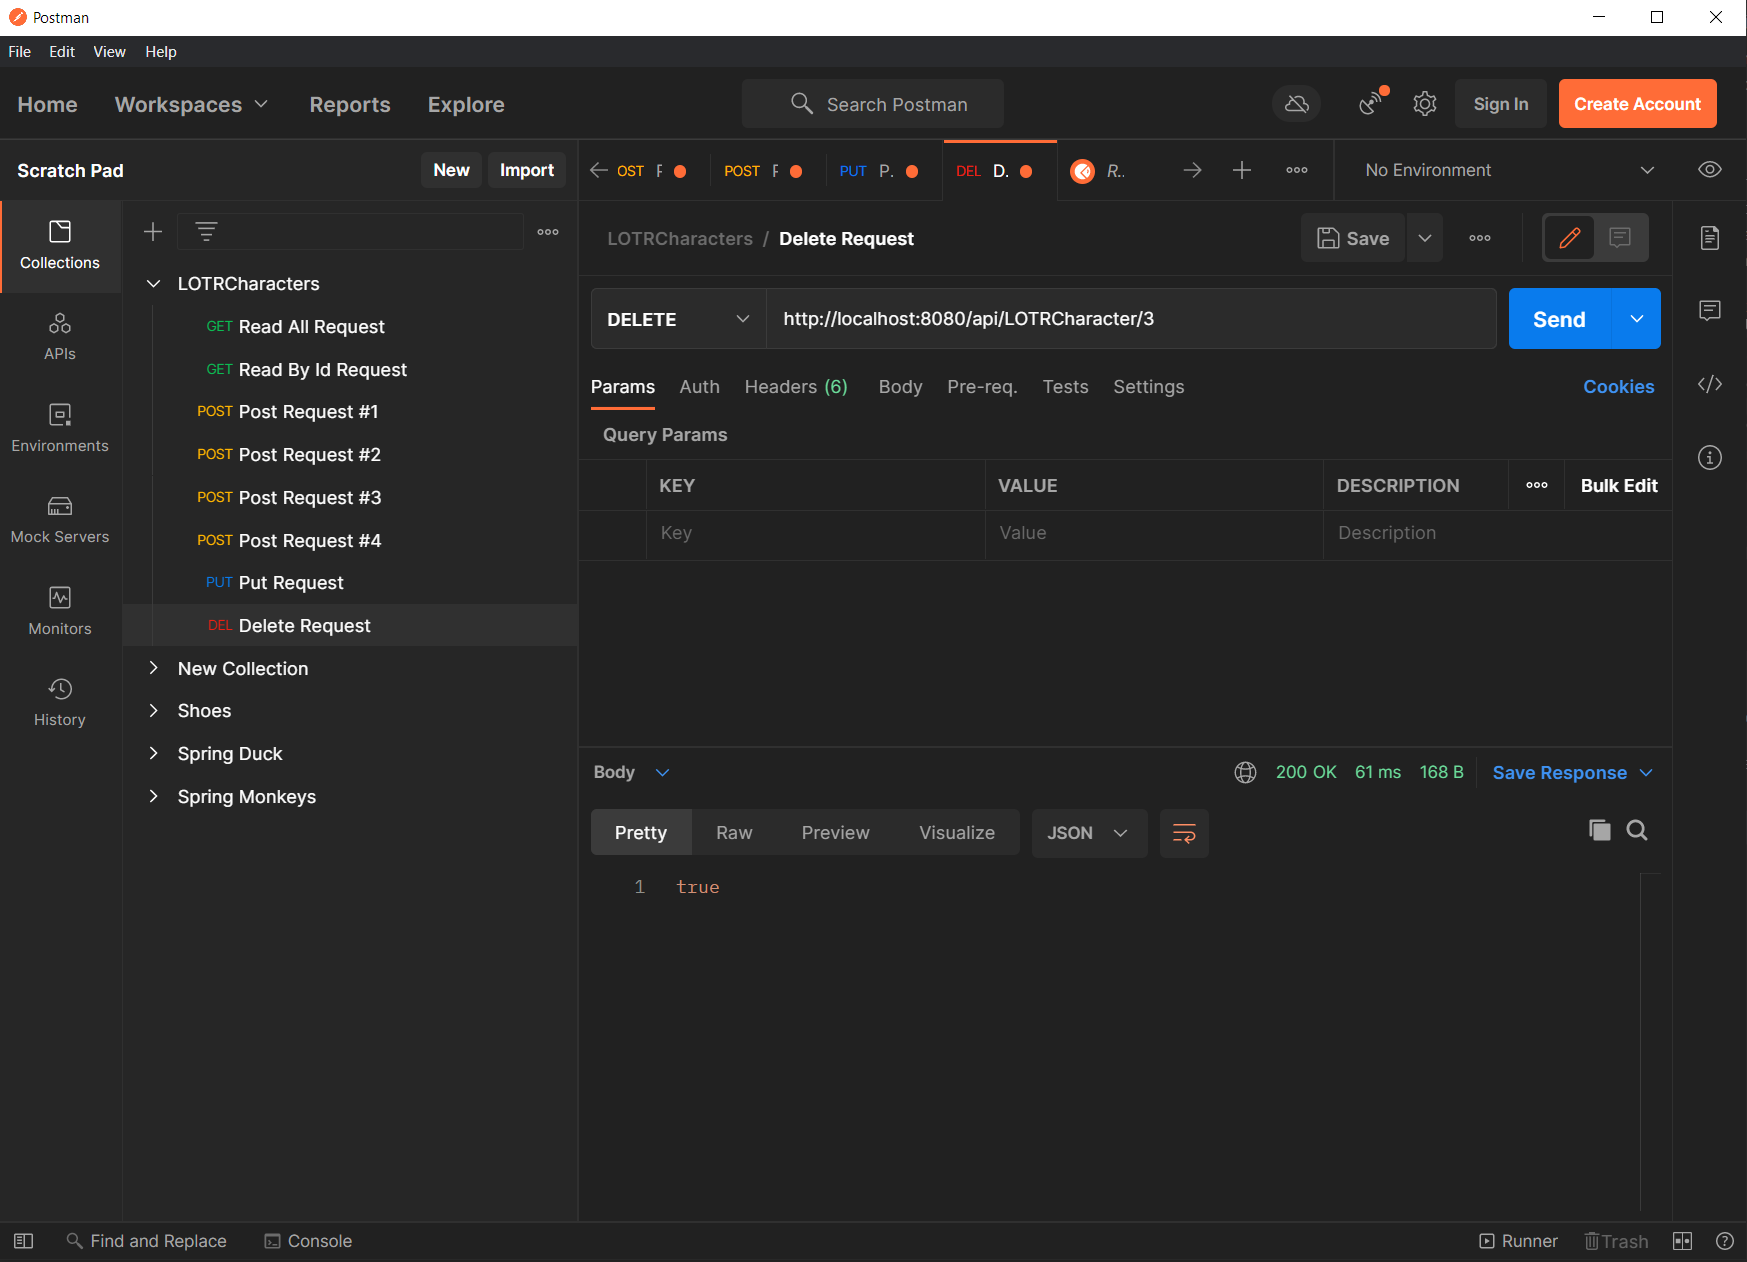 Postman
File Edit View Help
Home Workspaces Reports Explore Search Postman Sign In Create Account
Scratch Pad New Import
OST POST PUT P. DEL D. R..
No Environment
Collections
APIs
Environments
Mock Servers
Monitors
History
LOTRCharacters
GET Read All Request
GET Read By Id Request
POST Post Request #1
POST Post Request #2
POST Post Request #3
POST Post Request #4
PUT Put Request
DEL Delete Request
New Collection
Shoes
Spring Duck
Spring Monkeys
LOTRCharacters / Delete Request Save
DELETE http://localhost:8080/api/LOTRCharacter/3 Send
Params Auth Headers (6) Body Pre-req. Tests Settings Cookies
Query Params
KEY VALUE DESCRIPTION Bulk Edit
Key Value Description
Body 200 OK 61 ms 168 B Save Response
Pretty Raw Preview Visualize JSON
1 true
Find and Replace Console Runner Trash